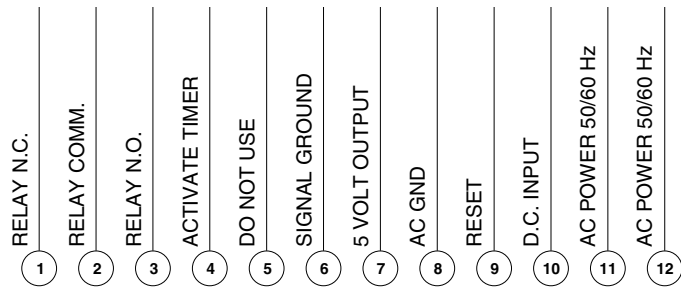 RELAY N.C.
RELAY COMM.
RELAY N.O.
ACTIVATE TIMER
DO NOT USE
SIGNAL GROUND
5 VOLT OUTPUT
AC GND
RESET
D.C. INPUT
AC POWER 50/60 Hz
AC POWER 50/60 Hz
1 2 3 4 5 6 7 8 9 10 11 12